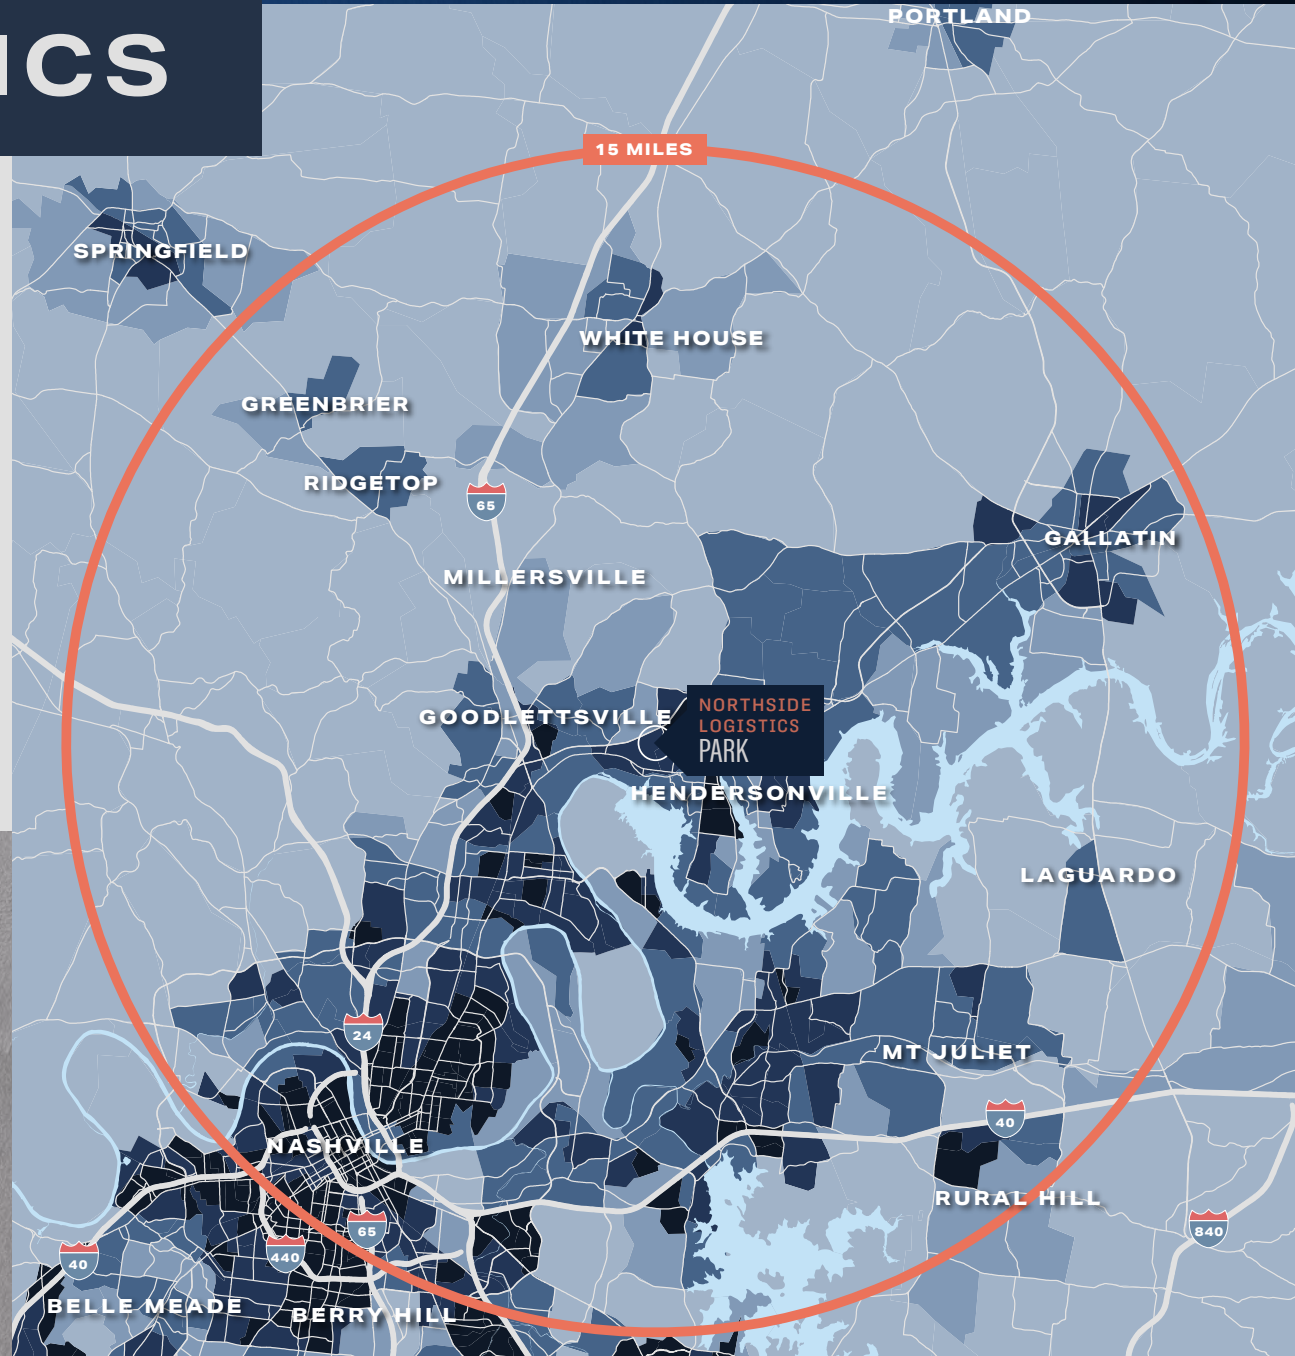 ICS
PORTLAND
15 MILES
SPRINGFIELD
WHITE HOUSE
GREENBRIER
RIDGETOP
65
GALLATIN
MILLERSVILLE
GOODLETTSVILLE
NORTHSIDE
LOGISTICS
PARK
HENDERSONVILLE
LAGUARDO
24
MT JULIET
40
NASHVILLE
RURAL HILL
65
840
440
40
BELLE MEADE
BERRY HILL